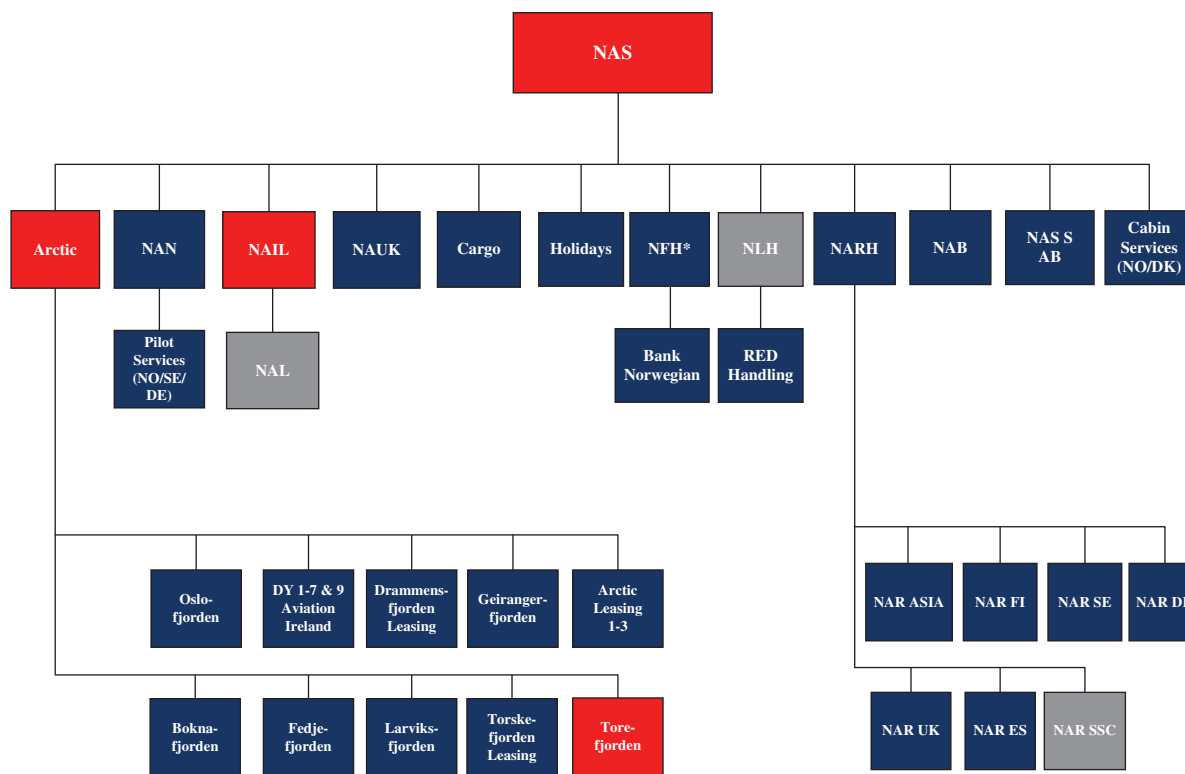 NAS
Arctic
NAN
NAIL
NAUK
Cargo
Holidays
NFH*
NLH
NARH
NAB
NAS S
AB
Cabin
Services
(NO/DK)
Pilot
Services
(NO/SE/
DE)
NAL
Bank
Norwegian
RED
Handling
Oslo-
fjorden
DY 1-7 & 9
Aviation
Ireland
Drammens-
fjorden
Leasing
Geiranger-
fjorden
Arctic
Leasing
1-3
NAR ASIA
NAR FI
NAR SE
NAR
Bokna-
fjorden
Fedje-
fjorden
Larviks-
fjorden
Torske-
fjorden
Leasing
Tore-
fjorden
NAR UK
NAR ES
NAR SSC